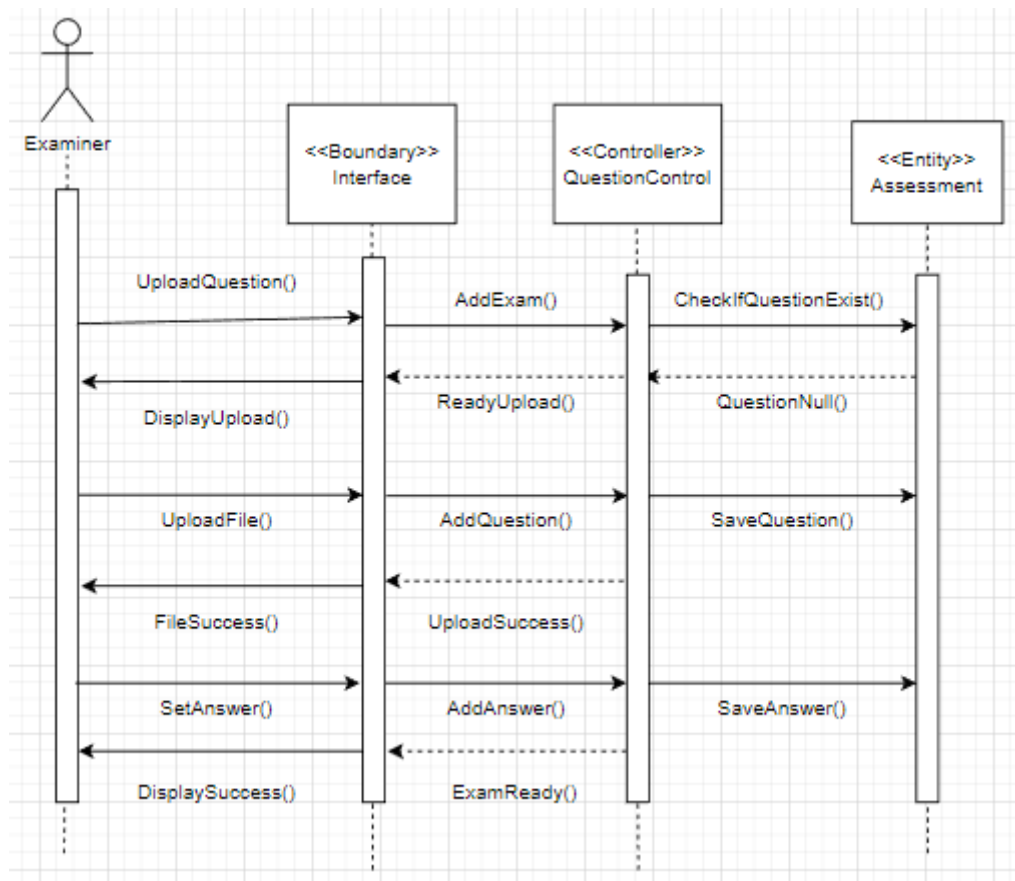 Examiner
<<Boundary>>
Interface
<<Controller>>
QuestionControl
<<Entity>>
Assessment
UploadQuestion()
AddExam()
CheckIfQuestionExist()
DisplayUpload()
ReadyUpload()
QuestionNull()
UploadFile()
AddQuestion()
SaveQuestion()
FileSuccess()
UploadSuccess()
SetAnswer()
AddAnswer()
SaveAnswer()
DisplaySuccess()
ExamReady()